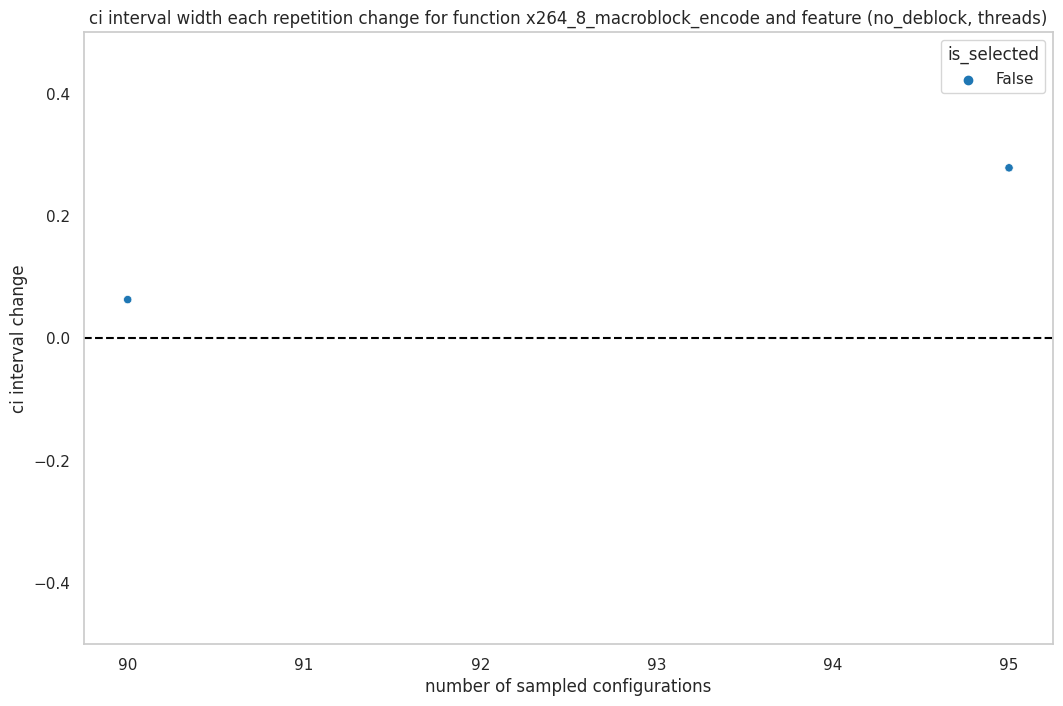 ci interval width each repetition change for function x264_8_macroblock_encode and feature (no_deblock, threads)
is_selected
False
ci interval change
0.4
0.2
0.0
−0.2
−0.4
90 91 92 93 94 95
number of sampled configurations